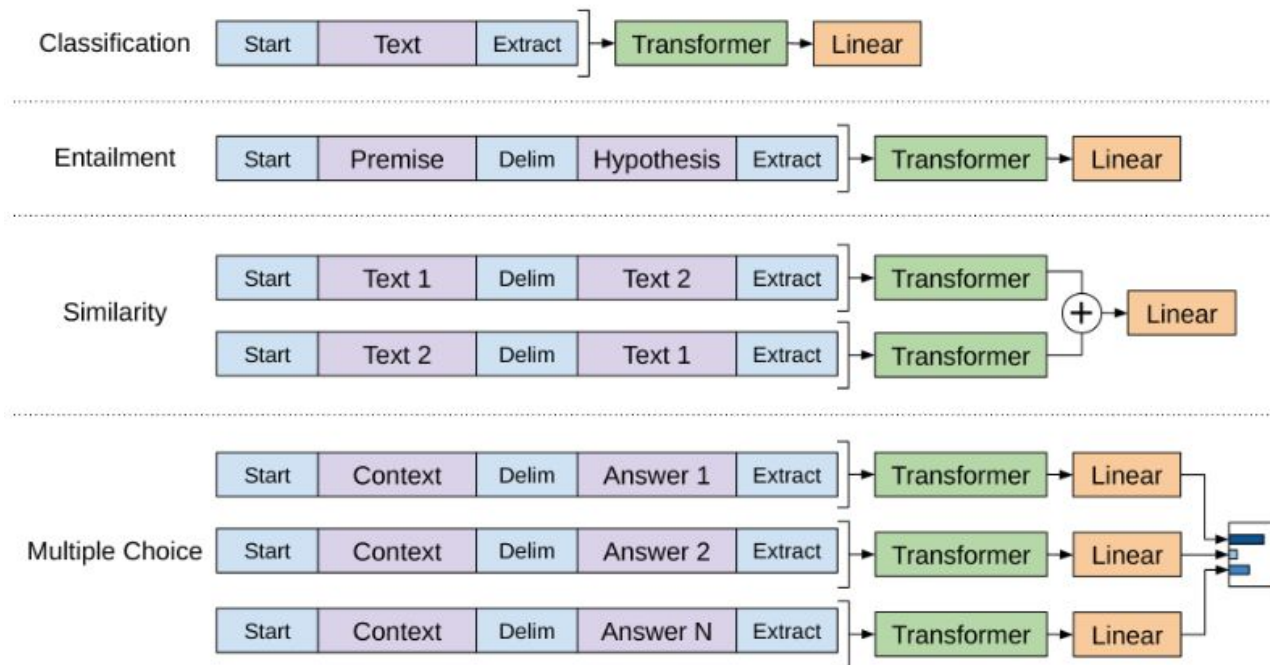 Classification Start Text Extract Transformer Linear
Entailment Start Premise Delim Hypothesis Extract Transformer Linear
Start Text 1 Delim Text 2 Extract Transformer
Similarity + Linear
Start Text 2 Delim Text 1 Extract Transformer
Start Context Delim Answer 1 Extract Transformer Linear
Multiple Choice Start Context Delim Answer 2 Extract Transformer Linear
Start Context Delim Answer N Extract Transformer Linear